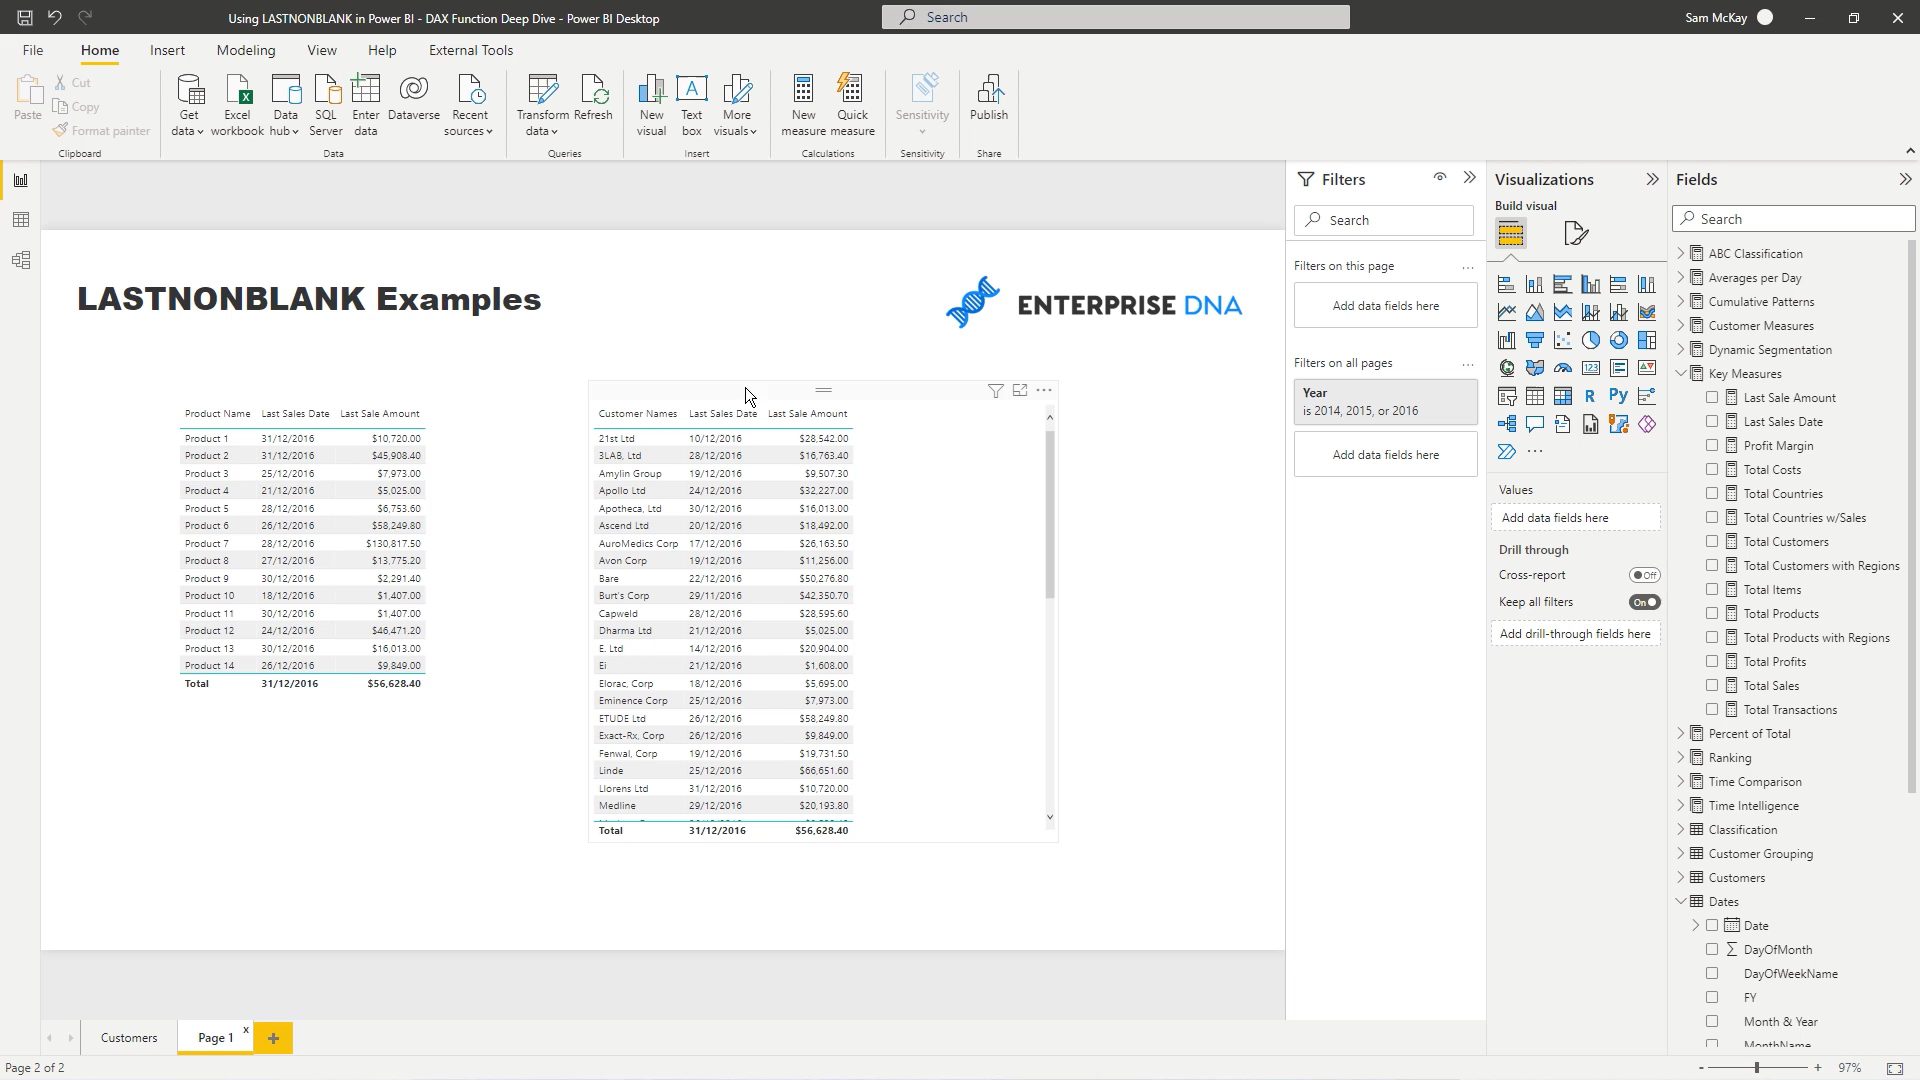 Using LASTNONBLANK in Power BI - DAX Function Deep Dive - Power BI Desktop
Search
Sam McKay
File Home Insert Modeling View Help External Tools
Paste
Cut
Copy
Format painter
Clipboard
Get data
Excel workbook
Data hub
SQL Server
Enter data
Dataverse
Recent sources
Data
Transform data
Refresh
Queries
New visual
Text box
More visuals
Insert
New measure
Quick measure
Calculations
Sensitivity
Sensitivity
Publish
Share
LASTNONBLANK Examples
ENTERPRISE DNA
Product Name Last Sales Date Last Sale Amount
Product 1 31/12/2016 $10,720.00
Product 2 31/12/2016 $45,908.40
Product 3 25/12/2016 $7,973.00
Product 4 21/12/2016 $5,025.00
Product 5 28/12/2016 $6,753.60
Product 6 26/12/2016 $58,249.80
Product 7 28/12/2016 $130,817.50
Product 8 27/12/2016 $13,775.20
Product 9 30/12/2016 $2,291.40
Product 10 18/12/2016 $1,407.00
Product 11 30/12/2016 $1,407.00
Product 12 24/12/2016 $46,471.20
Product 13 30/12/2016 $16,013.00
Product 14 26/12/2016 $9,849.00
Total 31/12/2016 $56,628.40
Customer Names Last Sales Date Last Sale Amount
21st Ltd 10/12/2016 $28,542.00
3LAB, Ltd 28/12/2016 $16,763.40
Amylin Group 19/12/2016 $9,507.30
Apollo Ltd 24/12/2016 $32,227.00
Apotheca, Ltd 30/12/2016 $16,013.00
Ascend Ltd 20/12/2016 $18,492.00
AuroMedics Corp 17/12/2016 $26,163.50
Avon Corp 19/12/2016 $11,256.00
Bare 22/12/2016 $50,276.80
Burt's Corp 29/11/2016 $42,350.70
Capweld 28/12/2016 $28,595.60
Dharma Ltd 21/12/2016 $5,025.00
E. Ltd 14/12/2016 $20,904.00
Ei 21/12/2016 $1,608.00
Elorac, Corp 18/12/2016 $5,695.00
Eminence Corp 25/12/2016 $7,973.00
ETUDE Ltd 26/12/2016 $58,249.80
Exact-Rx, Corp 26/12/2016 $9,849.00
Fenwal, Corp 19/12/2016 $19,731.50
Linde 25/12/2016 $66,651.60
Llorens Ltd 31/12/2016 $10,720.00
Medline 29/12/2016 $20,193.80
Total 31/12/2016 $56,628.40
Filters
Search
Filters on this page
Add data fields here
Filters on all pages
Year
is 2014, 2015, or 2016
Add data fields here
Visualizations
Build visual
R Py
123
Values
Add data fields here
Drill through
Cross-report Off
Keep all filters On
Add drill-through fields here
Fields
Search
ABC Classification
Averages per Day
Cumulative Patterns
Customer Measures
Dynamic Segmentation
Key Measures
Last Sale Amount
Last Sales Date
Profit Margin
Total Costs
Total Countries
Total Countries w/Sales
Total Customers
Total Customers with Regions
Total Items
Total Products
Total Products with Regions
Total Profits
Total Sales
Total Transactions
Percent of Total
Ranking
Time Comparison
Time Intelligence
Classification
Customer Grouping
Customers
Dates
Date
DayOfMonth
DayOfWeekName
FY
Month & Year
MonthName
Customers
Page 1 x
Page 2 of 2
- + 97%